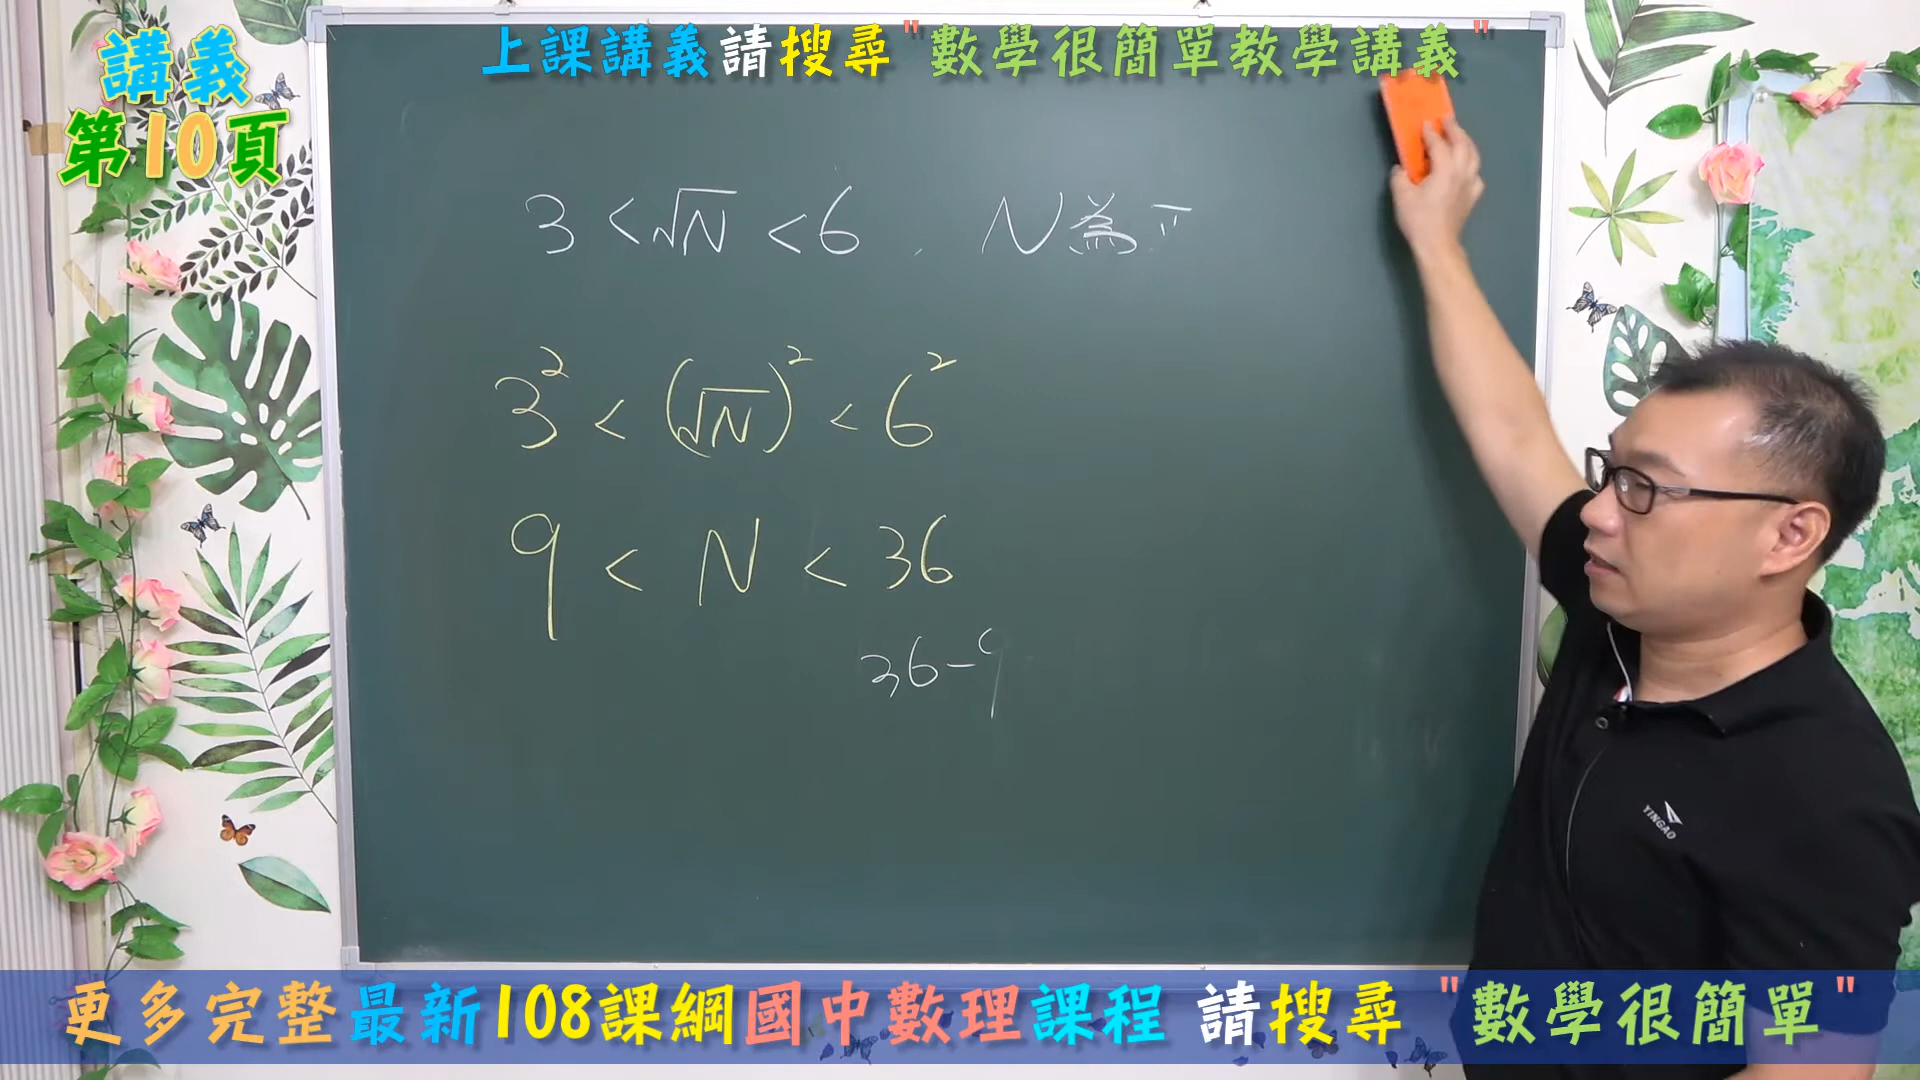 上課講義請搜尋"數學很簡單教學講義"
講義
第10頁
3 < √N < 6 , N為
3² < (√N)² < 6²
9 < N < 36
36-9
YINGAO
更多完整最新108課綱國中數理課程 請搜尋 "數學很簡單"